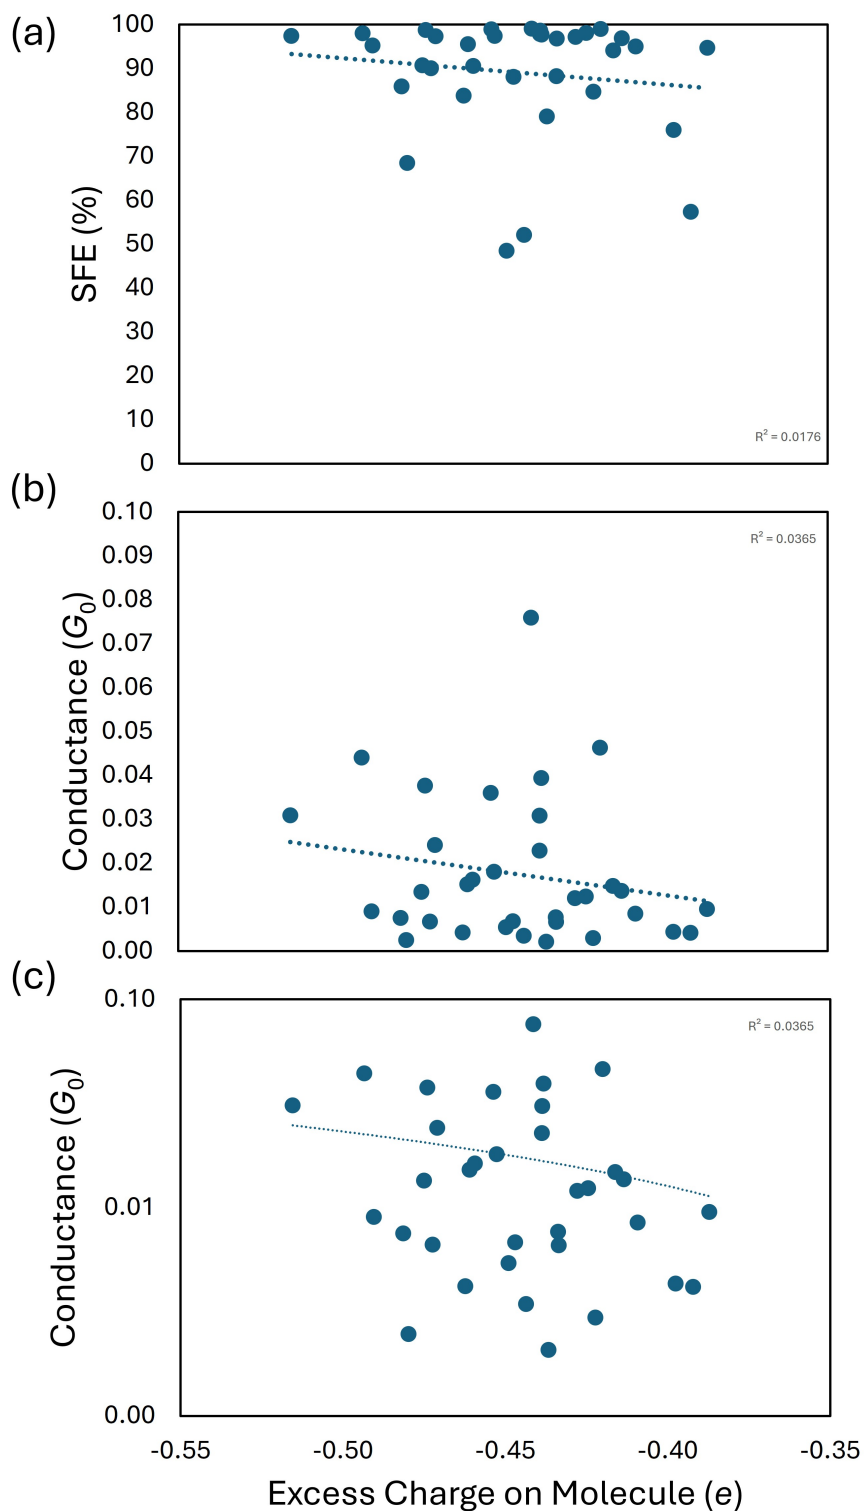 (a)
100
90
80
70
60
50
40
30
20
10
0
SFE (%)
R² = 0.0176
(b)
0.10
0.09
0.08
0.07
0.06
0.05
0.04
0.03
0.02
0.01
0.00
Conductance (G₀)
R² = 0.0365
(c)
0.10
0.01
0.00
Conductance (G₀)
R² = 0.0365
-0.55 -0.50 -0.45 -0.40 -0.35
Excess Charge on Molecule (e)